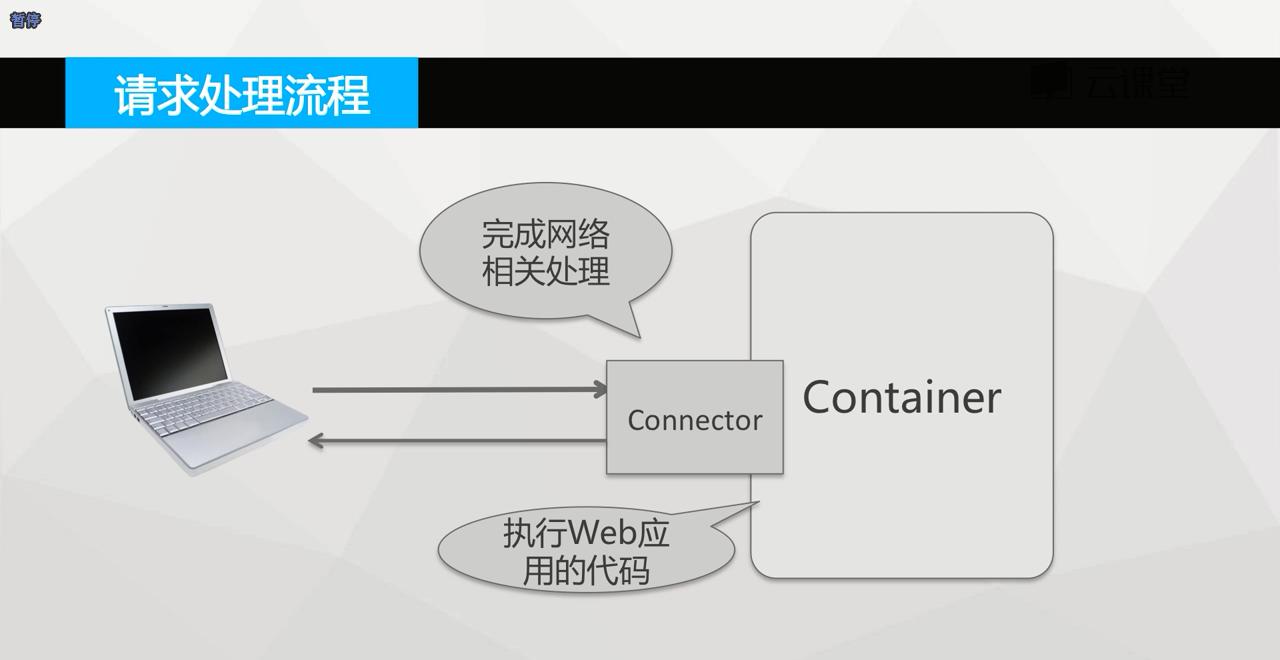 暂停
请求处理流程
云课堂
完成网络
相关处理
Container
Connector
执行Web应
用的代码